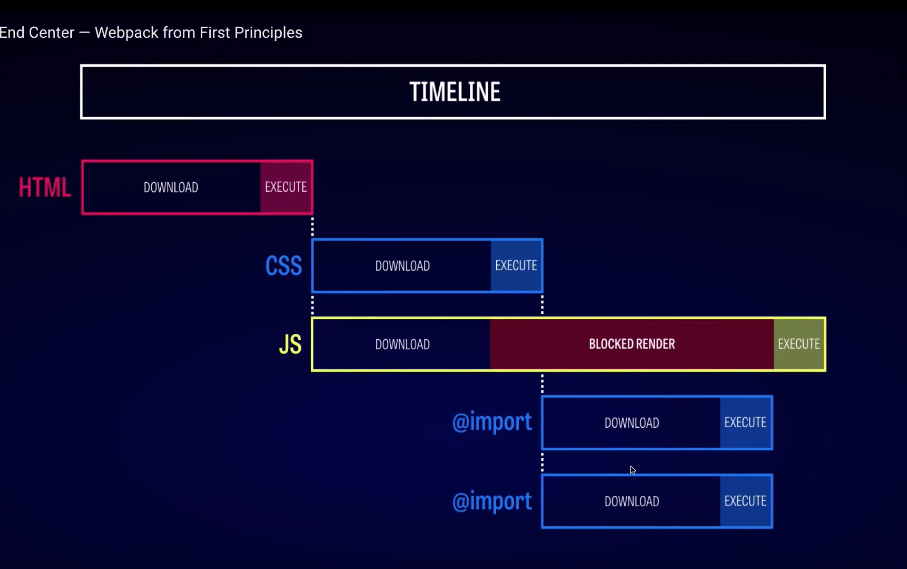 End Center — Webpack from First Principles
TIMELINE
HTML DOWNLOAD EXECUTE
CSS DOWNLOAD EXECUTE
JS DOWNLOAD BLOCKED RENDER EXECUTE
@import DOWNLOAD EXECUTE
@import DOWNLOAD EXECUTE